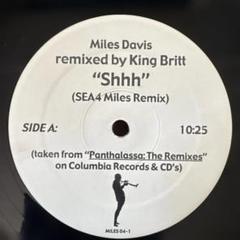 Miles Davis
remixed by King Britt
"Shhh"
(SEA4 Miles Remix)
SIDE A: 10:25
(taken from "Panthalassa: The Remixes"
on Columbia Records & CD's)
MILES 04-1